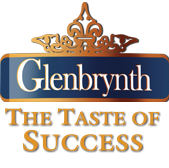 Glenbrynth
THE TASTE OF
SUCCESS